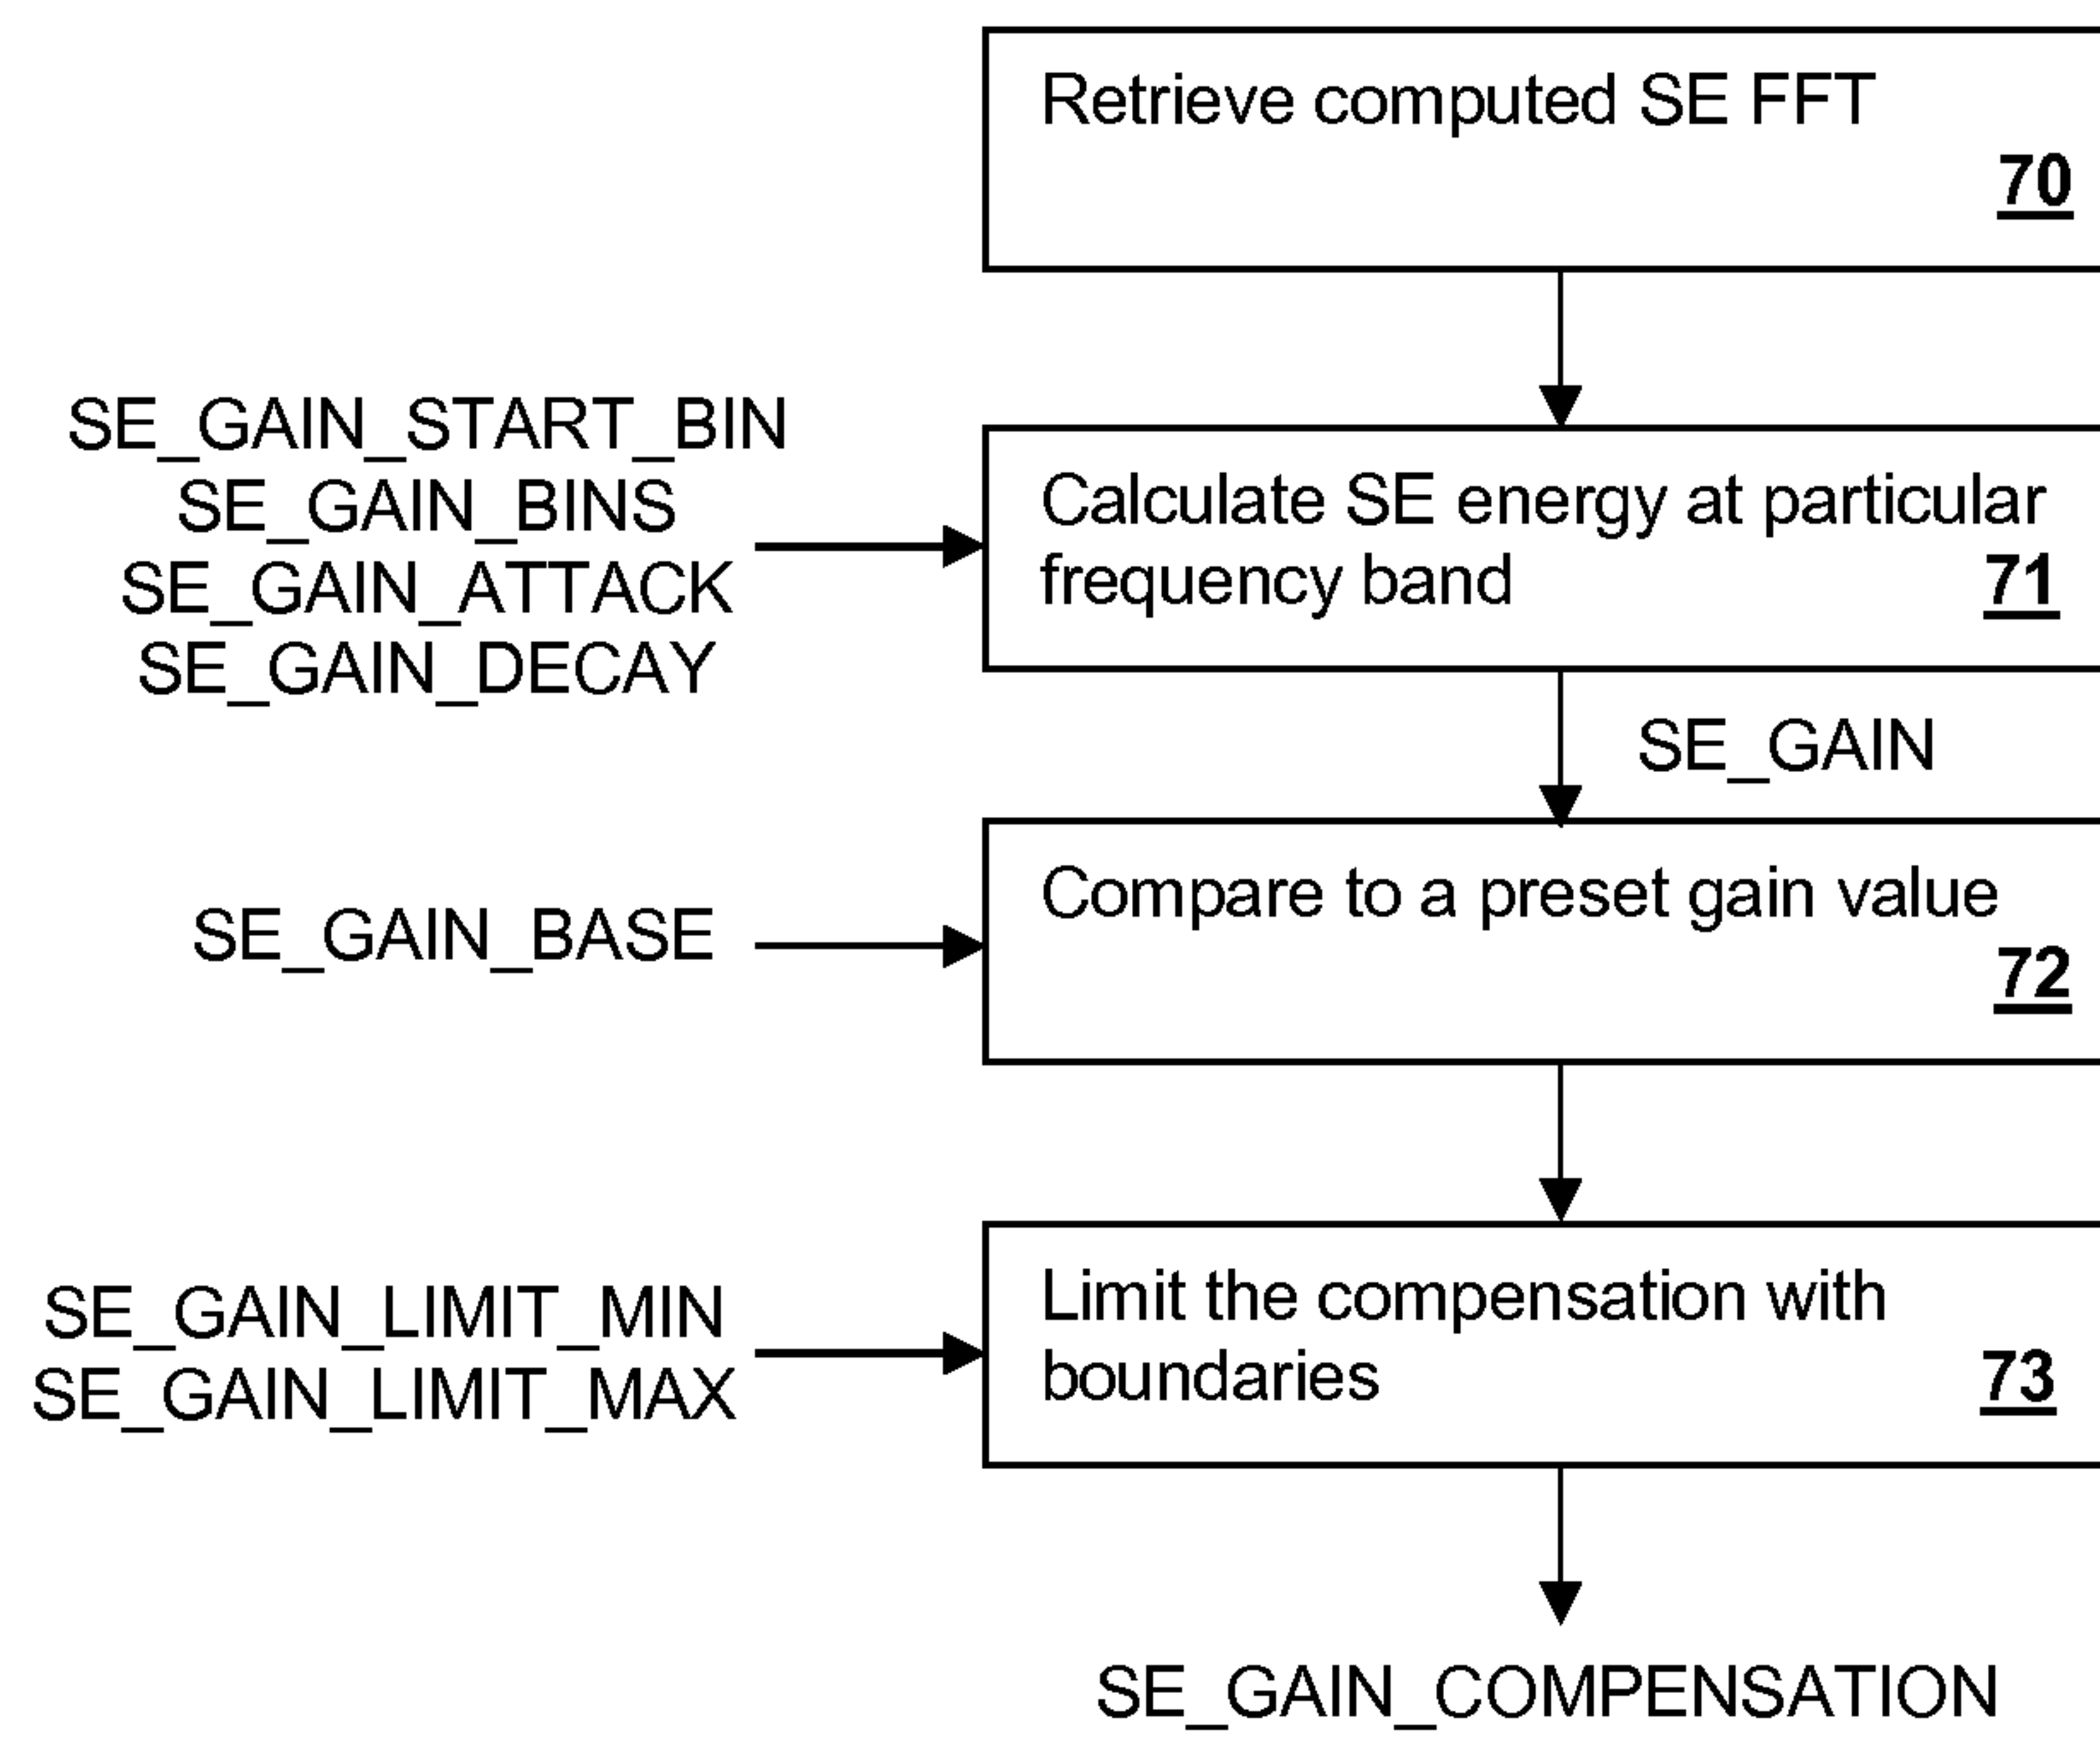 Retrieve computed SE FFT
70
SE_GAIN_START_BIN
SE_GAIN_BINS
SE_GAIN_ATTACK
SE_GAIN_DECAY
Calculate SE energy at particular
frequency band
71
SE_GAIN
SE_GAIN_BASE
Compare to a preset gain value
72
SE_GAIN_LIMIT_MIN
SE_GAIN_LIMIT_MAX
Limit the compensation with
boundaries
73
SE_GAIN_COMPENSATION